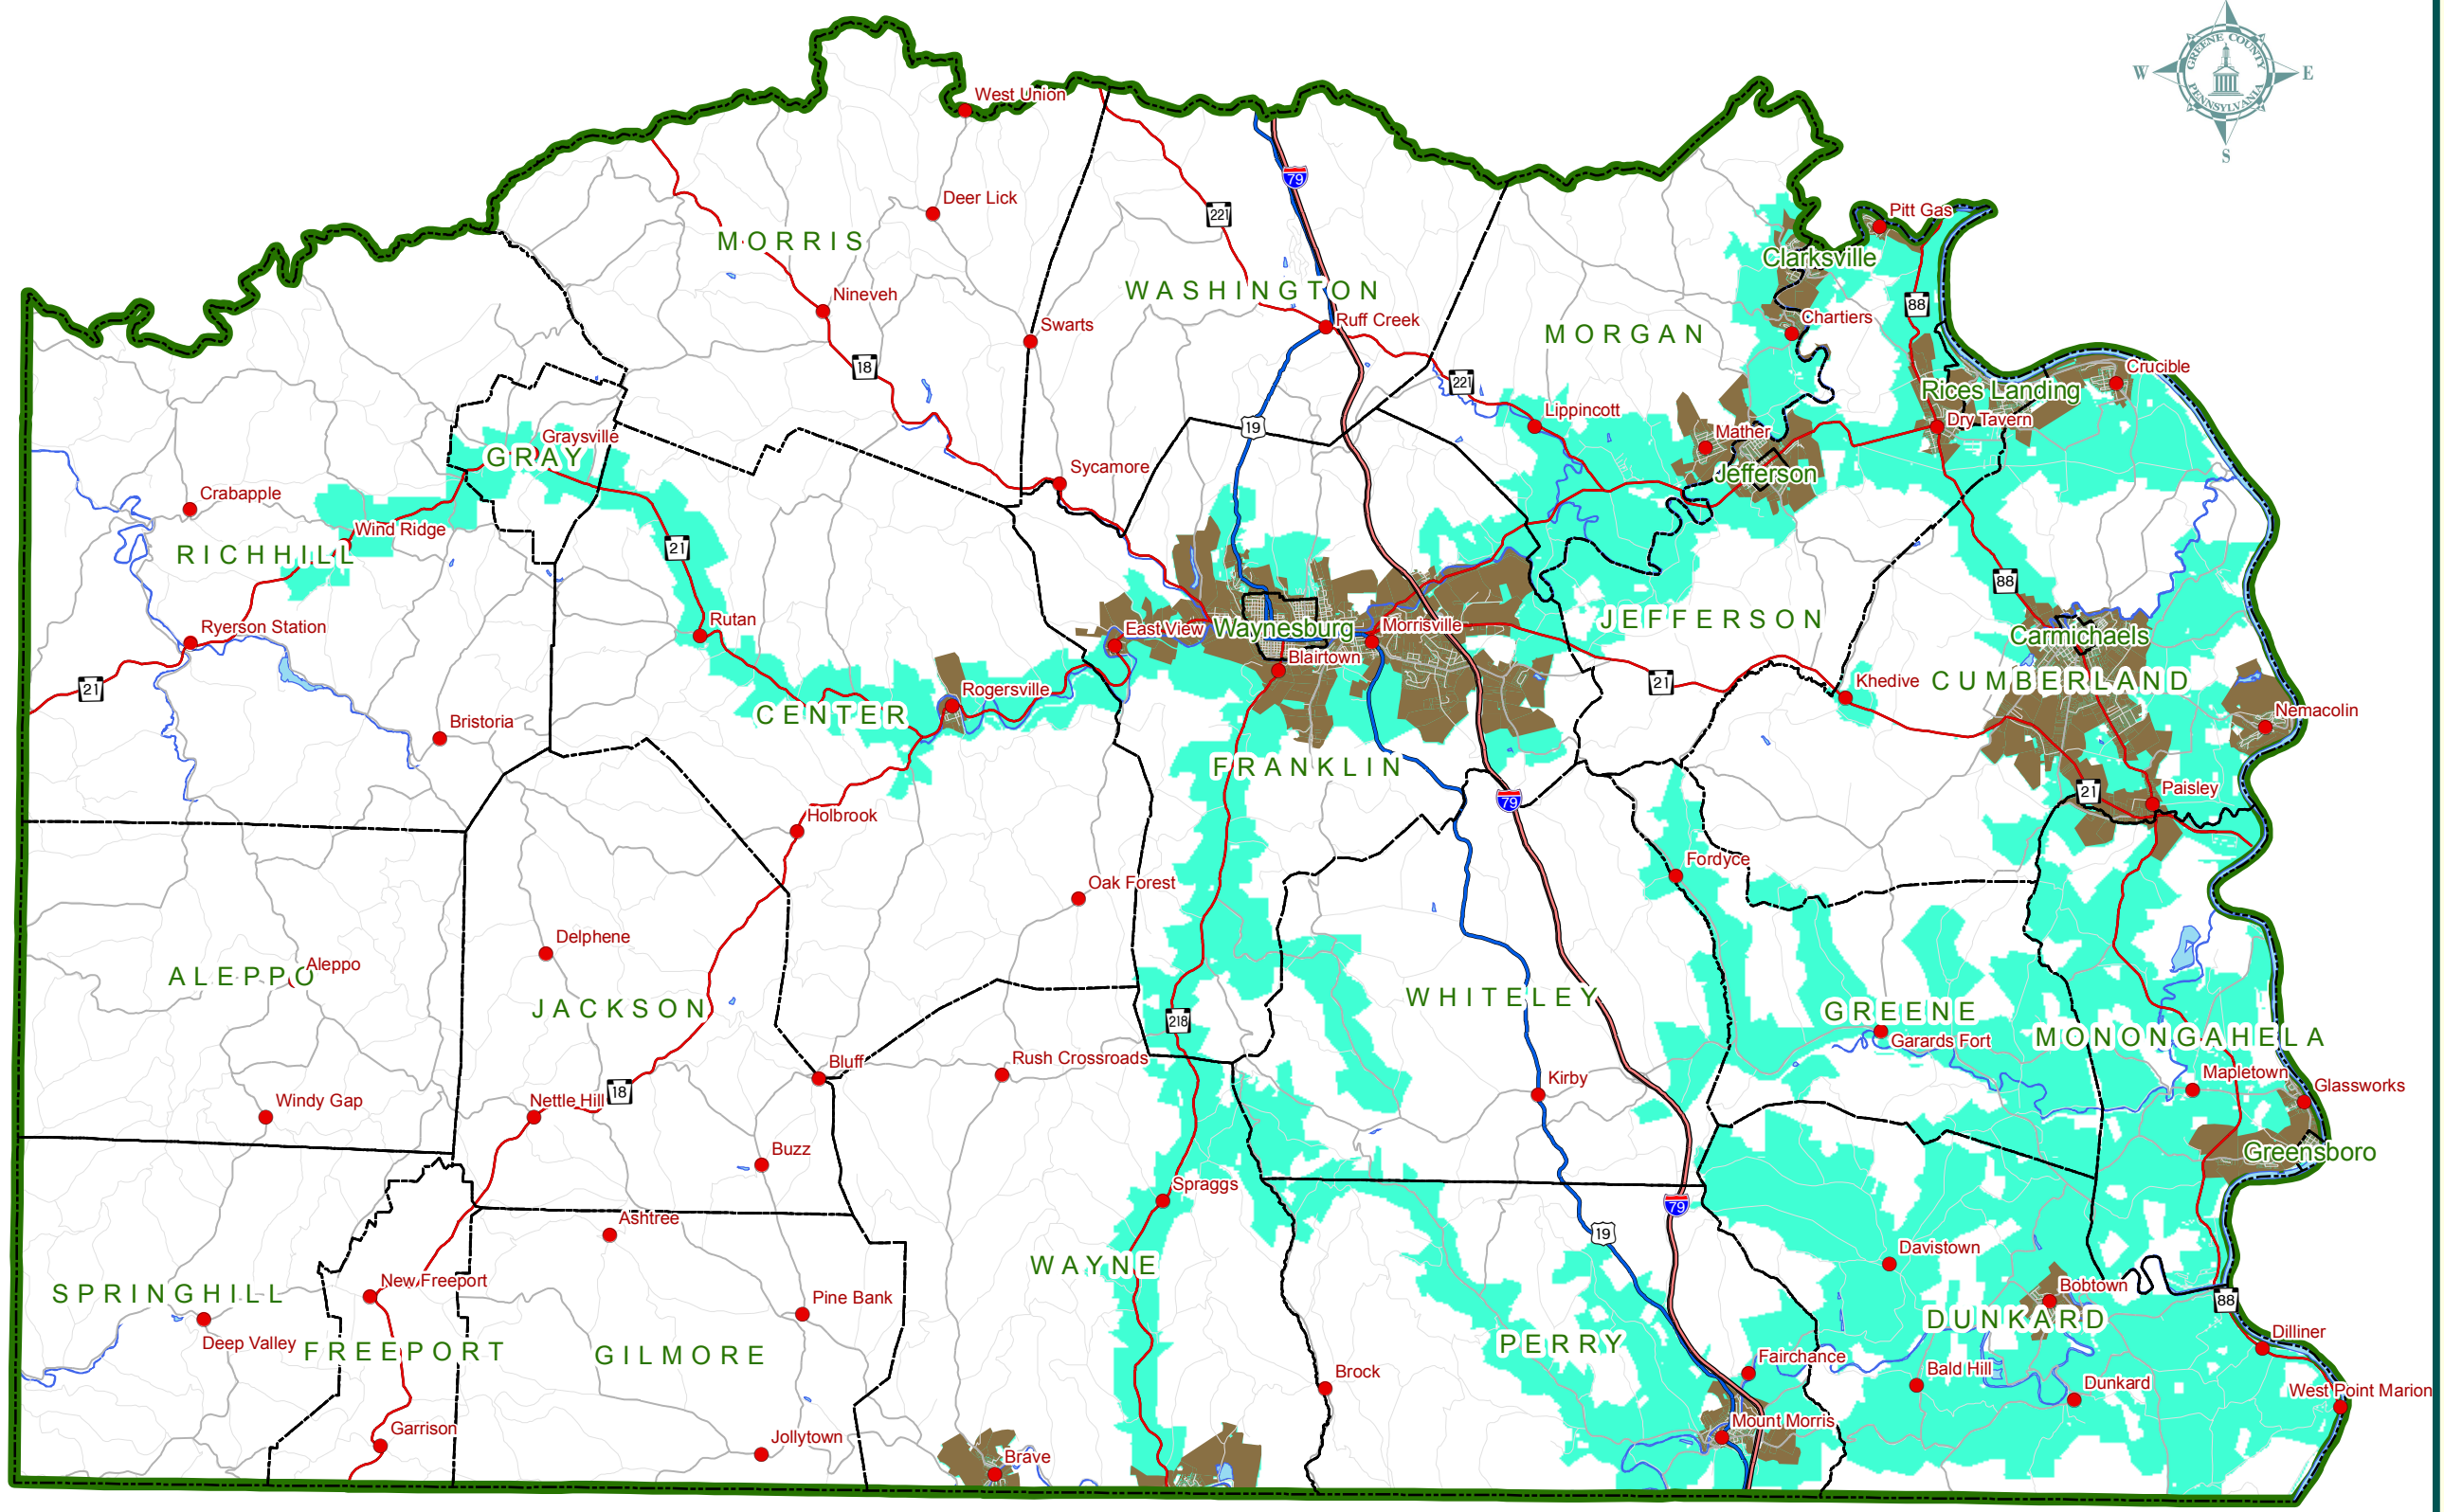 GREENE COUNTY
PENNSYLVANIA
W
E
S
West Union
79
Deer Lick
221
Pitt Gas
MORRIS
Clarksville
WASHINGTON
Nineveh
88
Swarts
Ruff Creek
Chartiers
MORGAN
18
Crucible
221
Rices Landing
Lippincott
19
Dry Tavern
Graysville
Mather
GRAY
Sycamore
Jefferson
Crabapple
Wind Ridge
RICHHILL
21
88
Ryerson Station
Rutan
East View
Waynesburg
Morrisville
JEFFERSON
Carmichaels
Blairtown
21
Rogersville
21
Khedive
CUMBERLAND
CENTER
Bristoria
Nemacolin
FRANKLIN
79
21
Paisley
Holbrook
Fordyce
Oak Forest
Delphene
Aleppo
ALEPPO
JACKSON
WHITELEY
GREENE
218
Garards Fort
MONONGAHELA
Bluff
Rush Crossroads
Kirby
Mapletown
Glassworks
18
Windy Gap
Nettle Hill
Buzz
Greensboro
Spraggs
79
Ashtree
19
Davistown
WAYNE
New Freeport
Bobtown
SPRINGHILL
Pine Bank
88
DUNKARD
Deep Valley
FREEPORT
GILMORE
PERRY
Dilliner
Fairchance
Brock
Bald Hill
Dunkard
West Point Marion
Garrison
Mount Morris
Jollytown
Brave